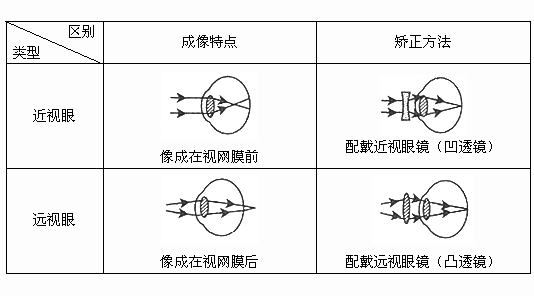 区别
类型
成像特点
矫正方法
近视眼
像成在视网膜前
配戴近视眼镜（凹透镜）
远视眼
像成在视网膜后
配戴远视眼镜（凸透镜）